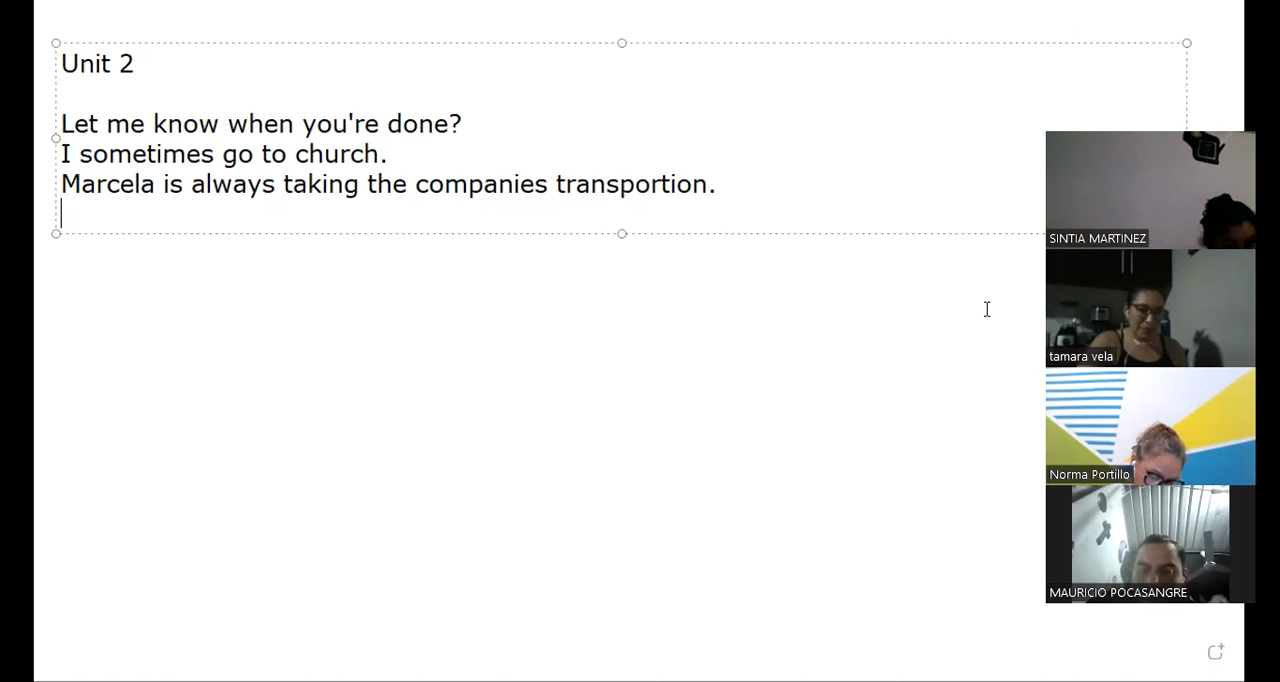 Unit 2
Let me know when you're done?
I sometimes go to church.
Marcela is always taking the companies transportion.
SINTIA MARTINEZ
tamara vela
Norma Portillo
MAURICIO POCASANGRE